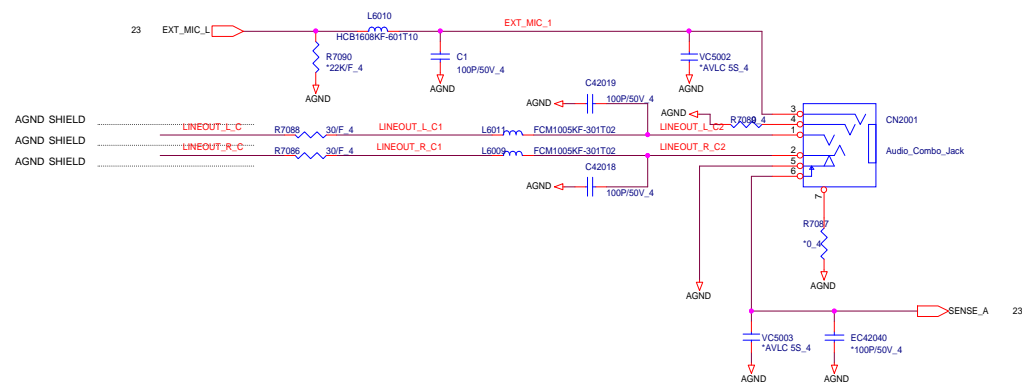 L6010
23 EXT_MIC_L
EXT_MIC_1
HCB1608KF-601T10
R7090
*22K/F_4
C1
100P/50V_4
VC5002
*AVLC 5S_4
AGND
AGND
AGND
C42019
AGND
100P/50V_4
AGND
3
CN2001
AGND SHIELD
R7089
0_4
4
LINEOUT_L_C
R7088
30/F_4
LINEOUT_L_C1
L6011
FCM1005KF-301T02
LINEOUT_L_C2
1
AGND SHIELD
LINEOUT_R_C
R7086
30/F_4
LINEOUT_R_C1
L6009
FCM1005KF-301T02
LINEOUT_R_C2
2
Audio_Combo_Jack
AGND SHIELD
5
C42018
6
AGND
100P/50V_4
7
R7087
*0_4
AGND
AGND
SENSE_A 23
VC5003
*AVLC 5S_4
EC42040
*100P/50V_4
AGND
AGND